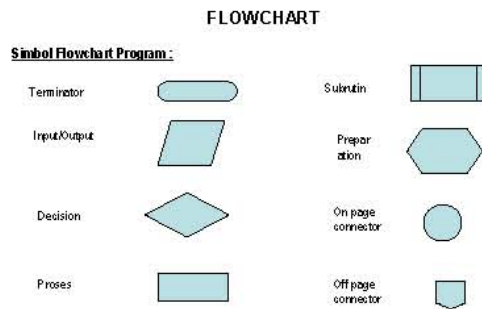 FLOWCHART
Simbol Flowchart Program :
Terminator
Input/Output
Decision
Proses
Subrutin
Prepar
ation
On page
connector
Off page
connector